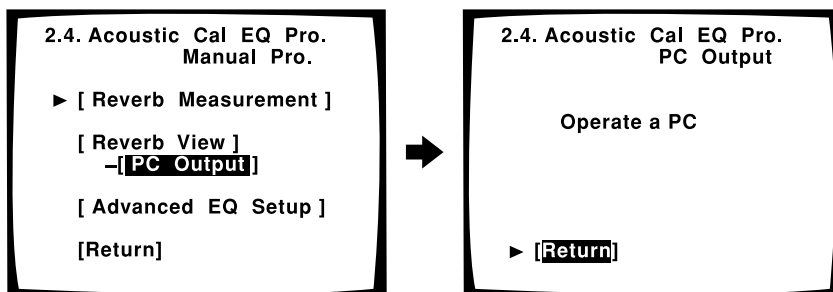 2.4. Acoustic Cal EQ Pro.
Manual Pro.
► [ Reverb Measurement ]
[ Reverb View ]
–[ PC Output ]
[ Advanced EQ Setup ]
[Return]
2.4. Acoustic Cal EQ Pro.
PC Output
Operate a PC
► [Return]